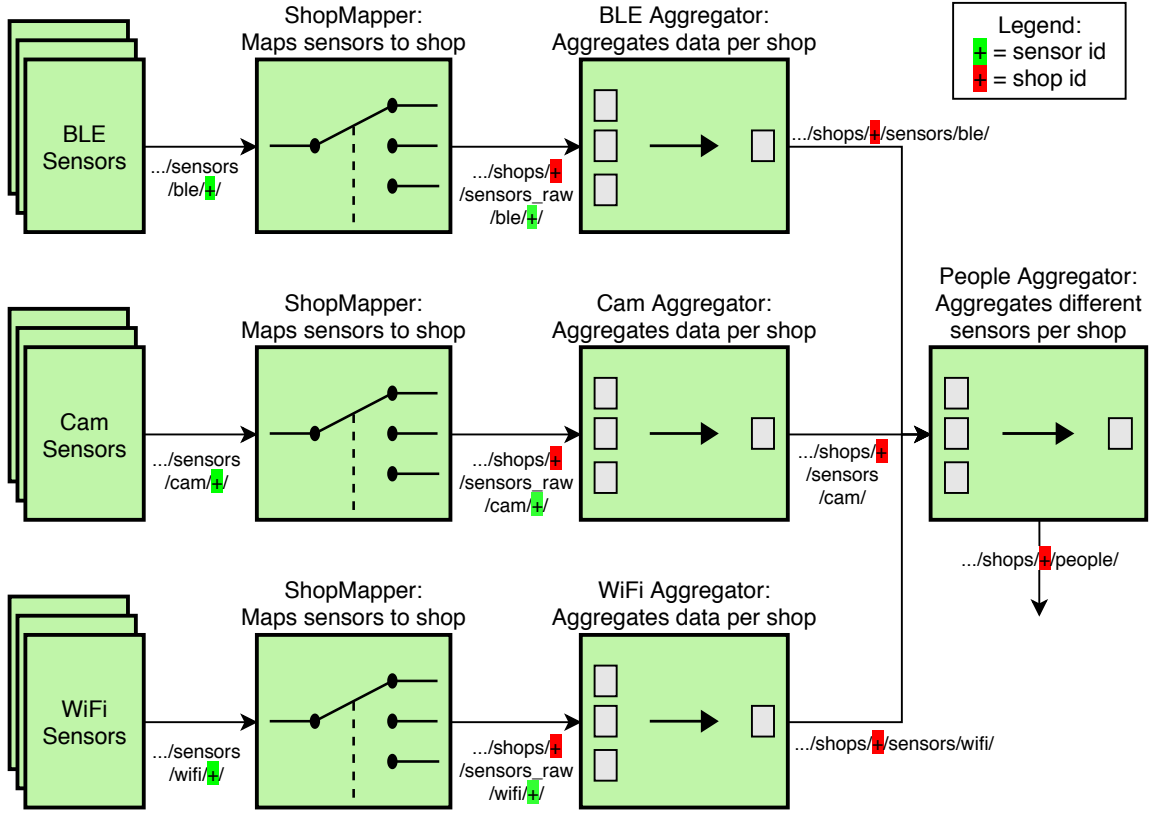 ShopMapper:
Maps sensors to shop
BLE Aggregator:
Aggregates data per shop
Legend:
+ = sensor id
+ = shop id
BLE
Sensors
.../sensors
/ble/+/
.../shops/+
/sensors_raw
/ble/+/
.../shops/+/sensors/ble/
ShopMapper:
Maps sensors to shop
Cam Aggregator:
Aggregates data per shop
People Aggregator:
Aggregates different
sensors per shop
Cam
Sensors
.../sensors
/cam/+/
.../shops/+
/sensors_raw
/cam/+/
.../shops/+
/sensors
/cam/
.../shops/+/people/
ShopMapper:
Maps sensors to shop
WiFi Aggregator:
Aggregates data per shop
WiFi
Sensors
.../sensors
/wifi/+/
.../shops/+
/sensors_raw
/wifi/+/
.../shops/+/sensors/wifi/